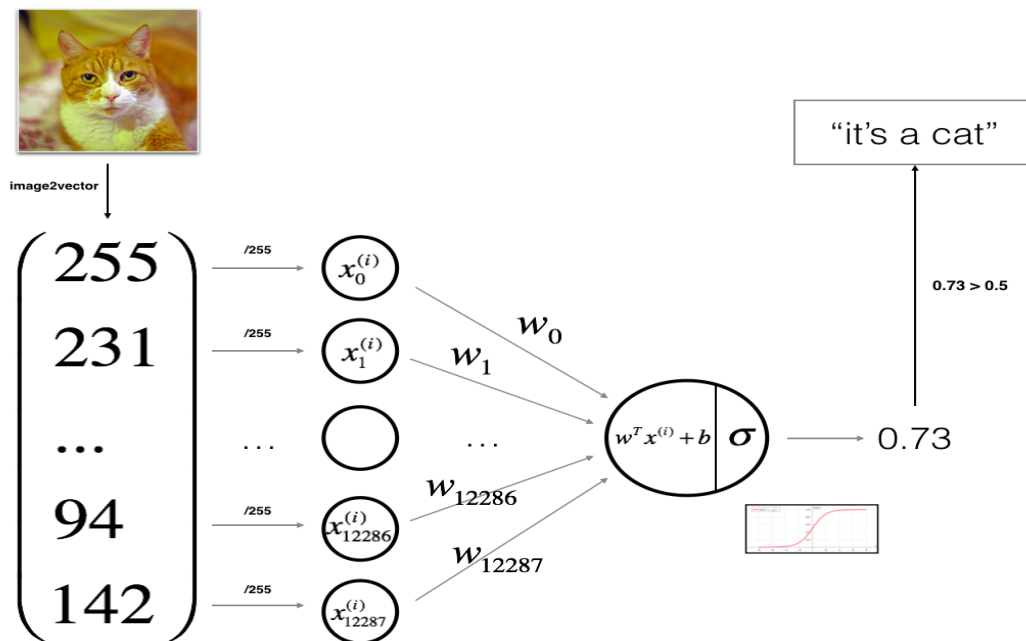 “it’s a cat”
image2vector
255
/255
x₀⁽ⁱ⁾
w₀
0.73 > 0.5
231
/255
x₁⁽ⁱ⁾
w₁
...
...
...
wᵀ x⁽ⁱ⁾ + b
σ
0.73
94
/255
x₁₂₂₈₆⁽ⁱ⁾
w₁₂₂₈₆
142
/255
x₁₂₂₈₇⁽ⁱ⁾
w₁₂₂₈₇